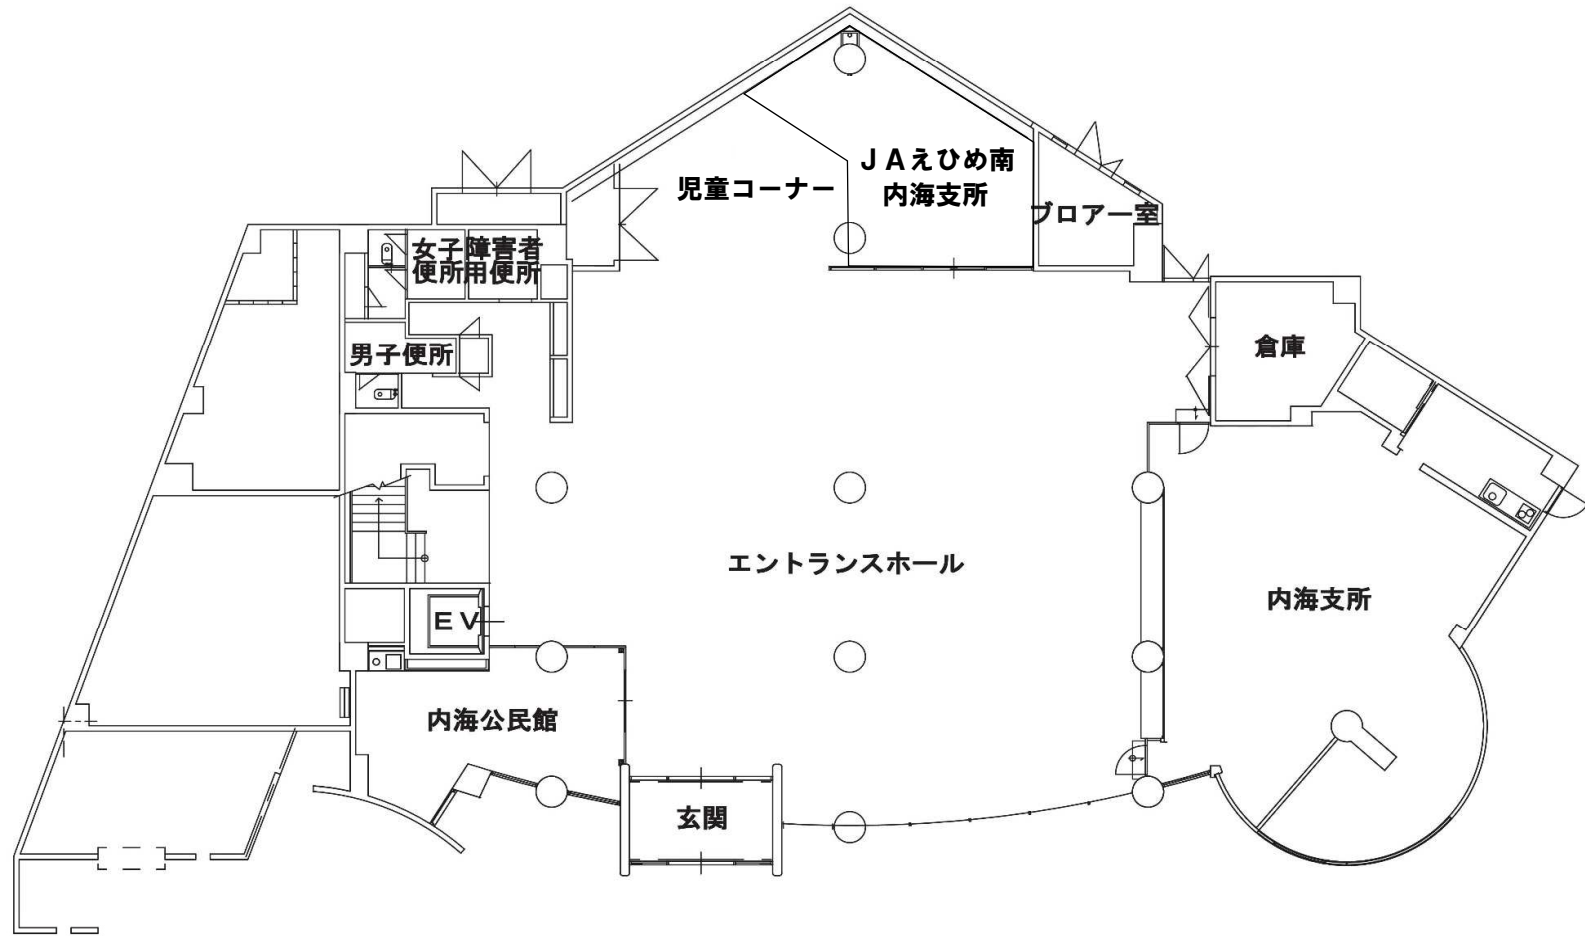 ＪＡえひめ南
内海支所
児童コーナー
ブロアー室
女子
便所
障害者
用便所
男子便所
倉庫
エントランスホール
内海支所
ＥＶ
内海公民館
玄関